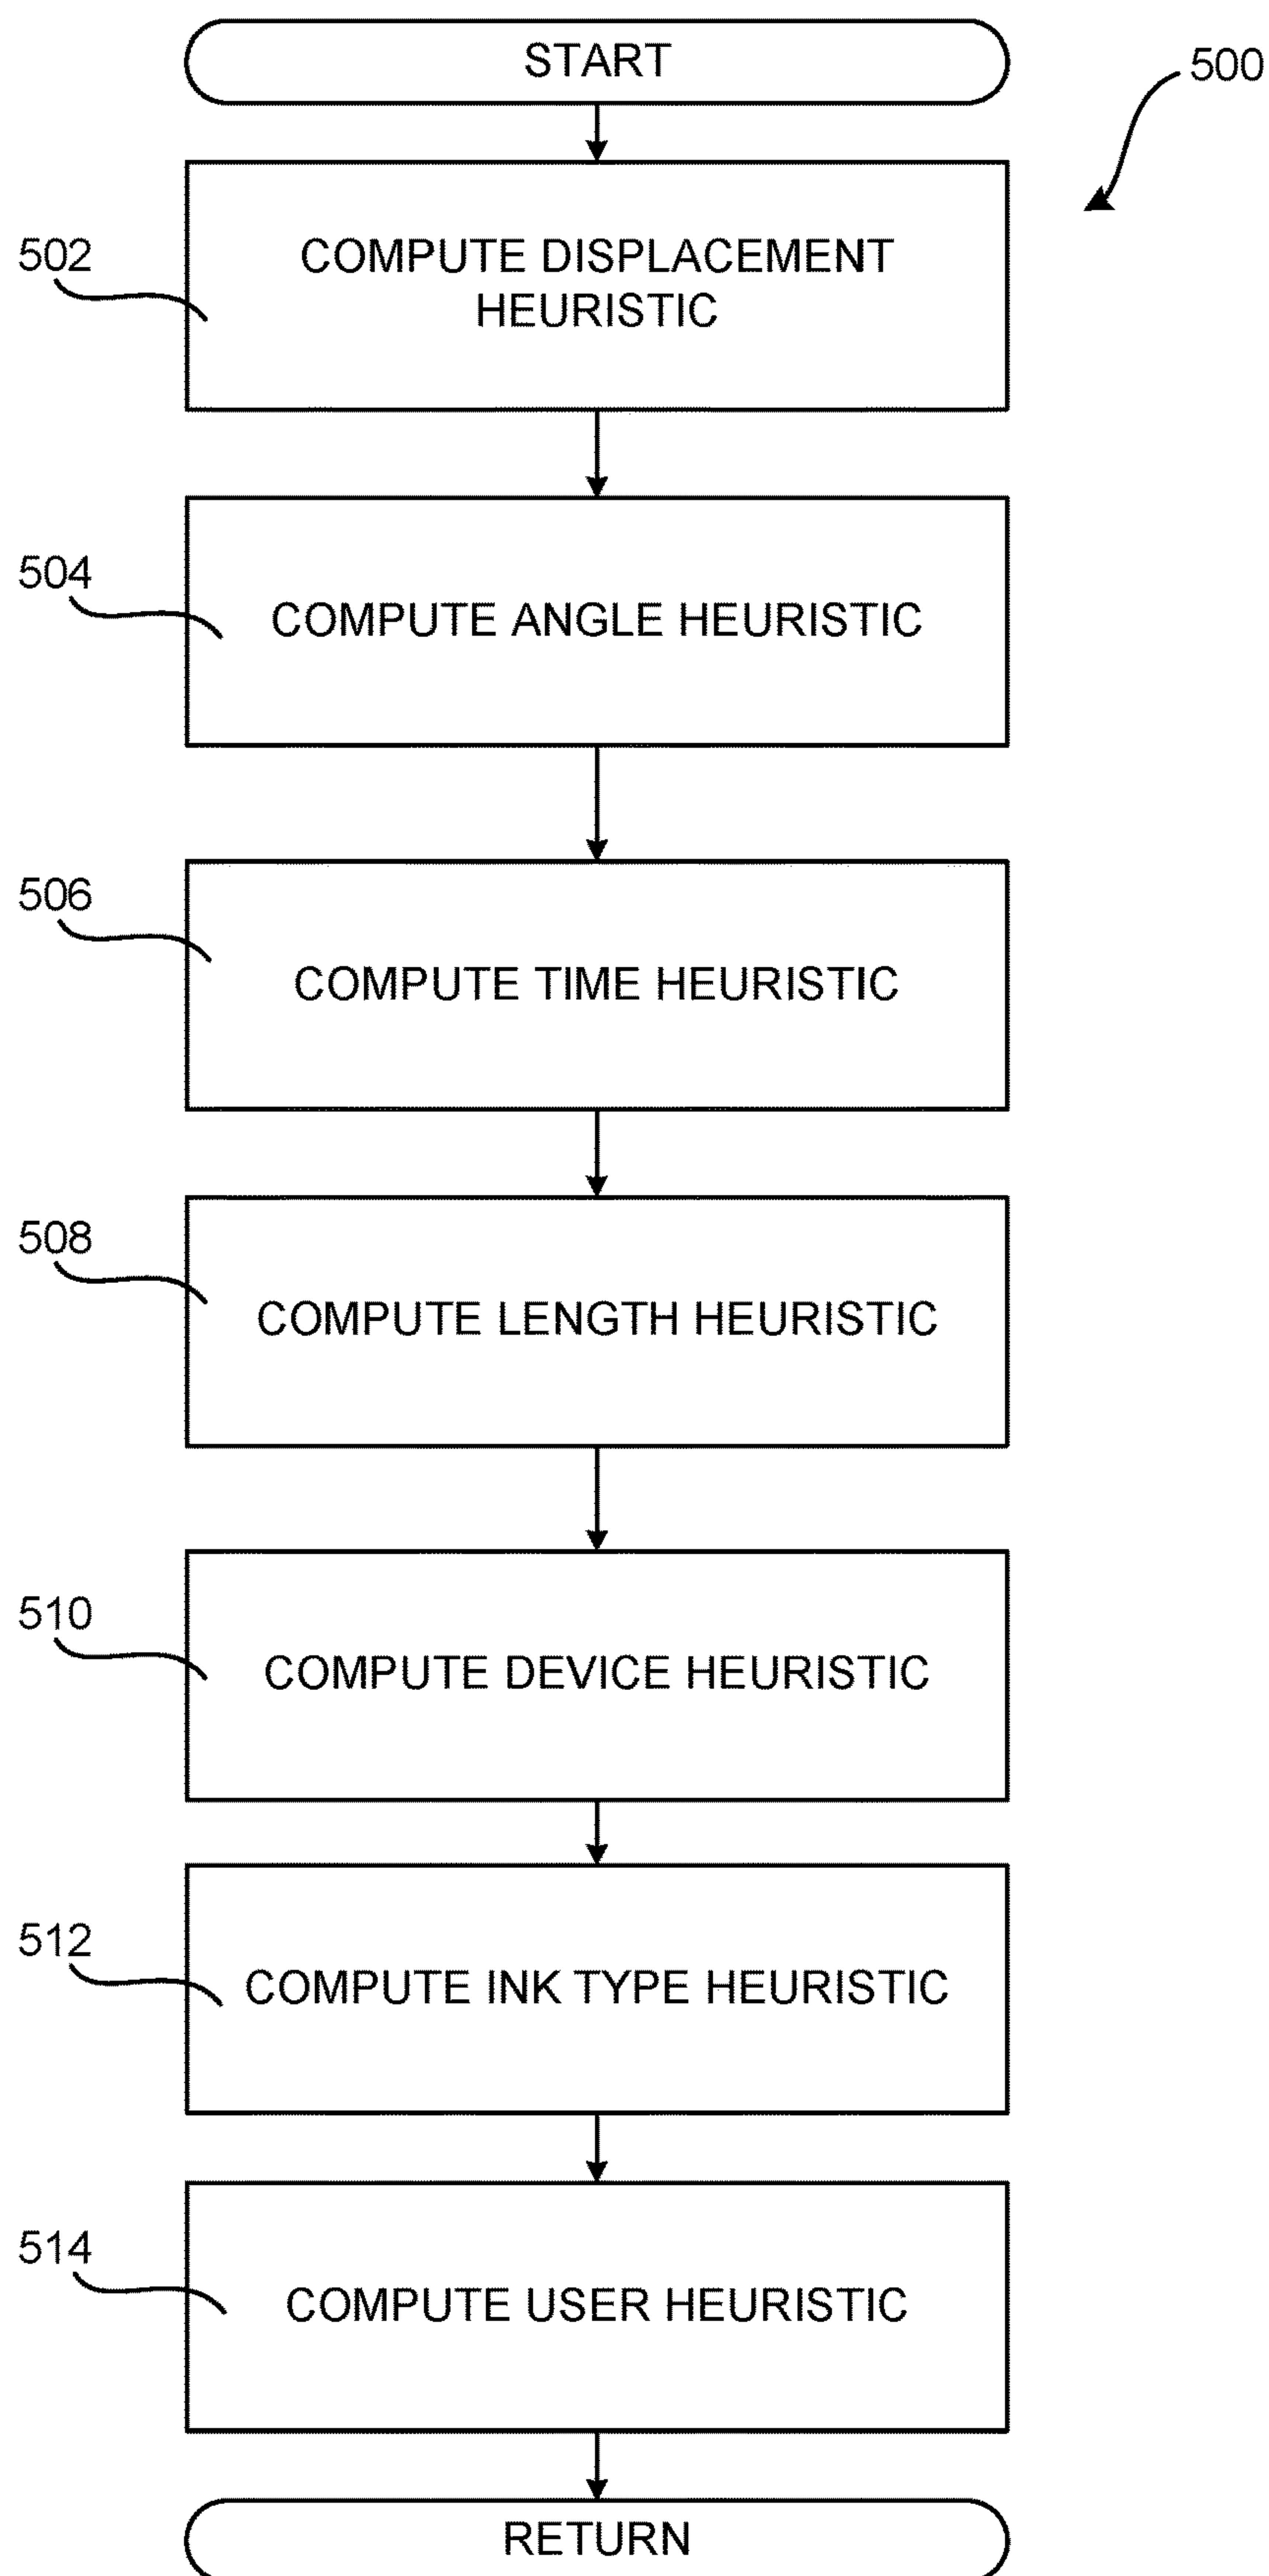 START
500
502
COMPUTE DISPLACEMENT
HEURISTIC
504
COMPUTE ANGLE HEURISTIC
506
COMPUTE TIME HEURISTIC
508
COMPUTE LENGTH HEURISTIC
510
COMPUTE DEVICE HEURISTIC
512
COMPUTE INK TYPE HEURISTIC
514
COMPUTE USER HEURISTIC
RETURN